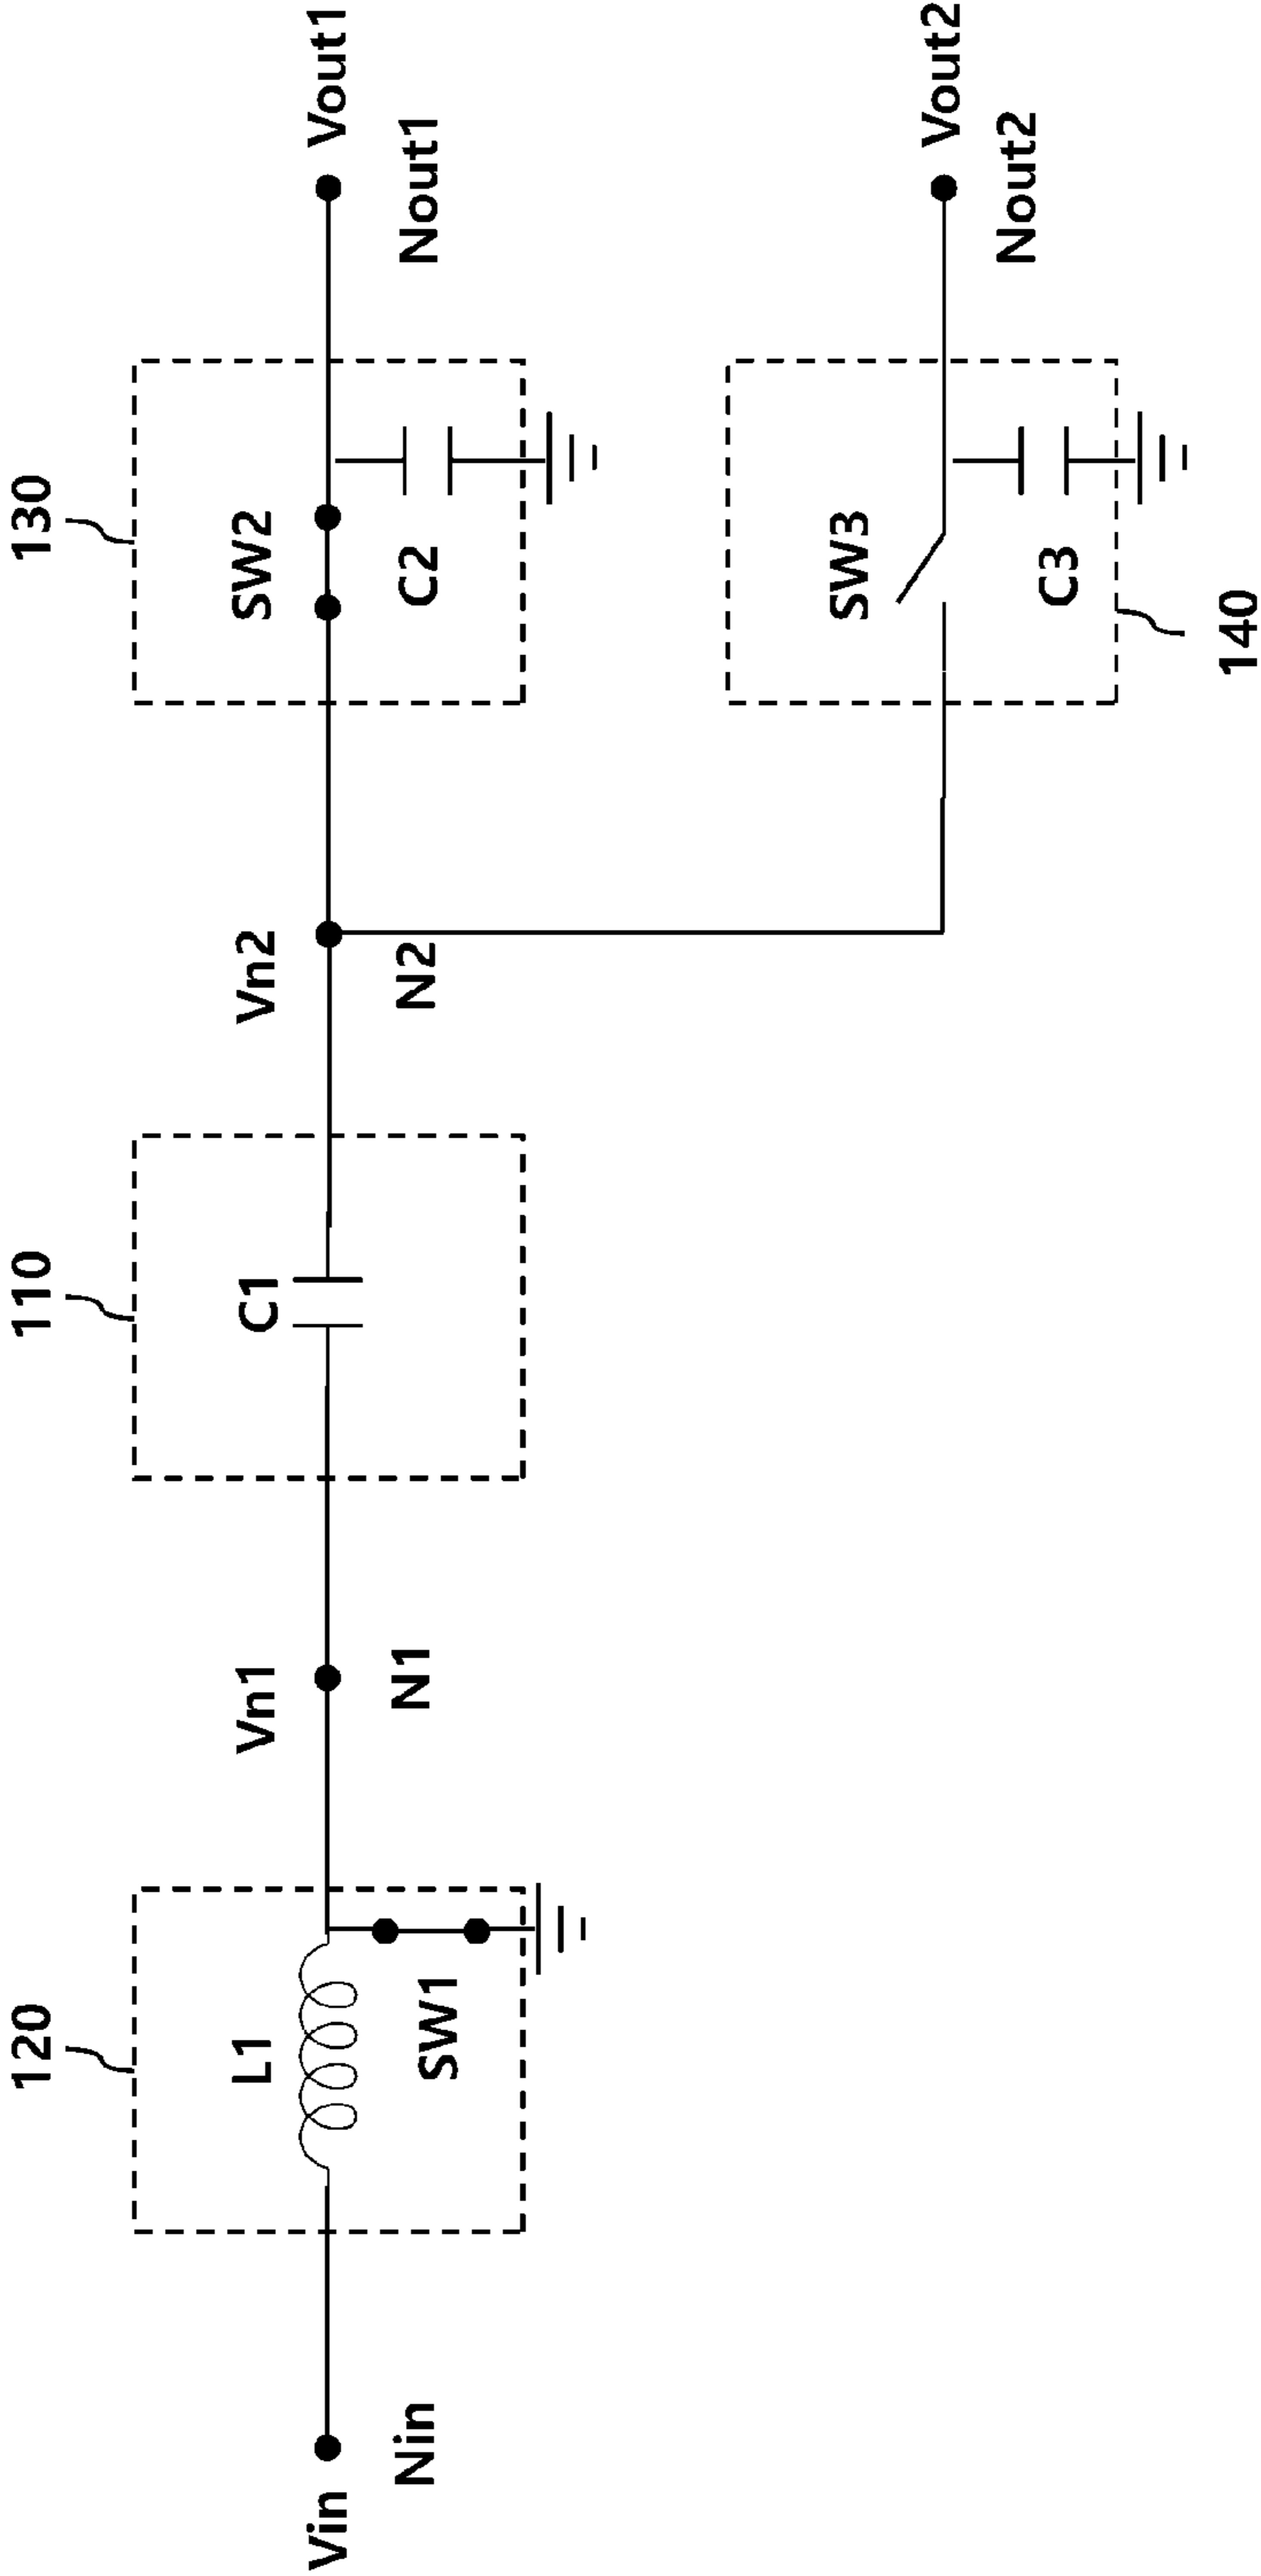 120
110
130
Vin
Nin
L1
SW1
Vn1
N1
C1
Vn2
N2
SW2
C2
Vout1
Nout1
SW3
C3
Vout2
Nout2
140